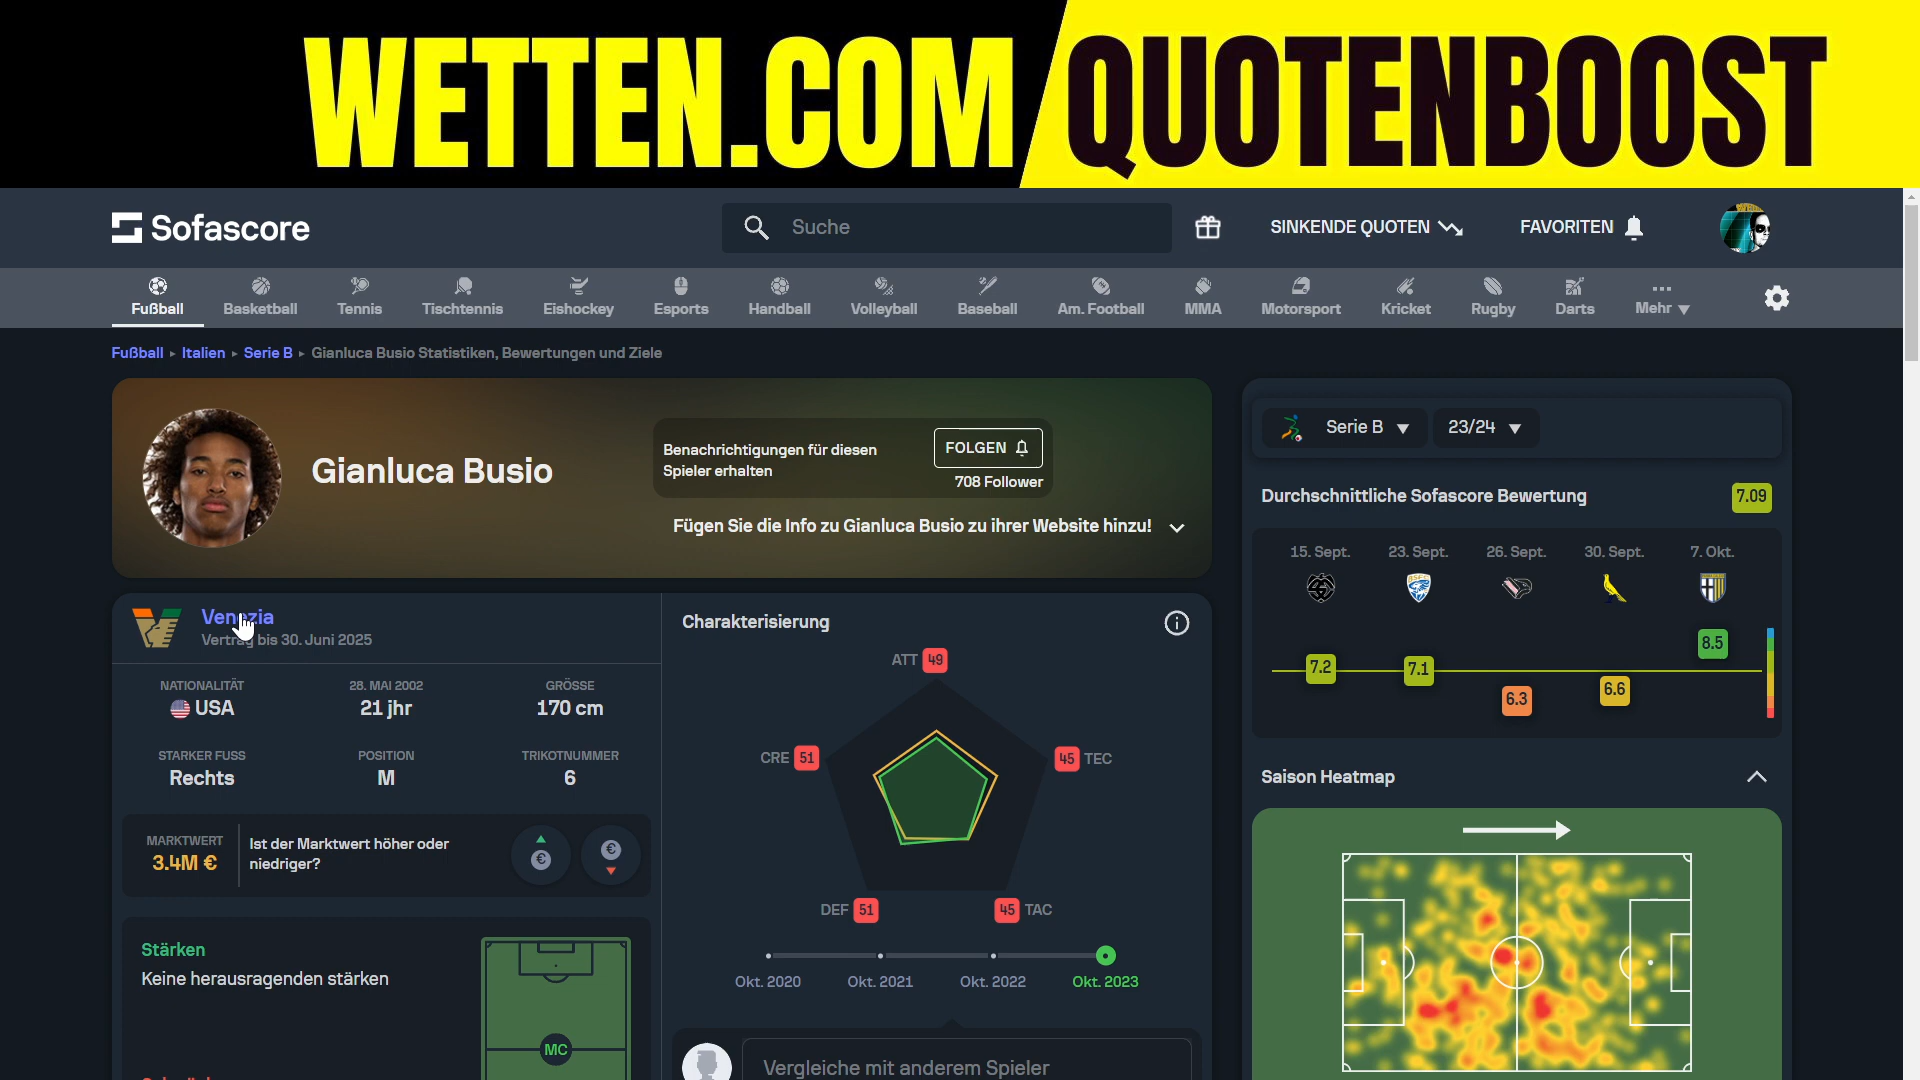 WETTEN.COM QUOTENBOOST
Sofascore
Suche
SINKENDE QUOTEN
FAVORITEN
Fußball
Basketball
Tennis
Tischtennis
Eishockey
Esports
Handball
Volleyball
Baseball
Am. Football
MMA
Motorsport
Kricket
Rugby
Darts
Mehr
Fußball
Italien
Serie B
Gianluca Busio Statistiken, Bewertungen und Ziele
Gianluca Busio
Benachrichtigungen für diesen
Spieler erhalten
FOLGEN
708 Follower
Fügen Sie die Info zu Gianluca Busio zu ihrer Website hinzu!
Venezia
Vertrag bis 30. Juni 2025
NATIONALITÄT
USA
28. MAI 2002
21 jhr
GRÖSSE
170 cm
STARKER FUSS
Rechts
POSITION
M
TRIKOTNUMMER
6
MARKTWERT
3.4M €
Ist der Marktwert höher oder
niedriger?
Stärken
Keine herausragenden stärken
MC
Charakterisierung
ATT 49
CRE 51
45 TEC
DEF 51
45 TAC
Okt. 2020
Okt. 2021
Okt. 2022
Okt. 2023
Vergleiche mit anderem Spieler
Serie B
23/24
Durchschnittliche Sofascore Bewertung
7.09
15. Sept.
23. Sept.
26. Sept.
30. Sept.
7. Okt.
7.2
7.1
6.3
6.6
8.5
Saison Heatmap